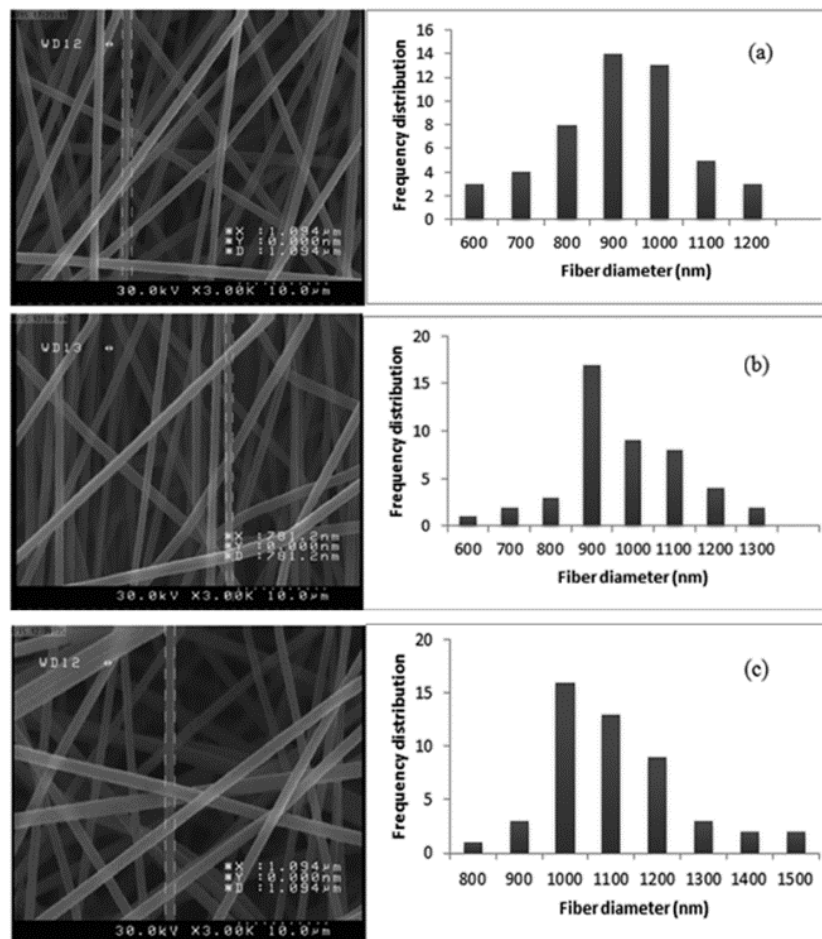 WD12
X :1.094µm
Y :0.000nm
D :1.094µm
30.0kV X3.00K 10.0µm
(a)
Frequency distribution
16
14
12
10
8
6
4
2
0
600 700 800 900 1000 1100 1200
Fiber diameter (nm)
WD13
X :781.2nm
Y :0.000nm
D :781.2nm
30.0kV X3.00K 10.0µm
(b)
Frequency distribution
20
15
10
5
0
600 700 800 900 1000 1100 1200 1300
Fiber diameter (nm)
WD12
X :1.094µm
Y :0.000nm
D :1.094µm
30.0kV X3.00K 10.0µm
(c)
Frequency distribution
20
15
10
5
0
800 900 1000 1100 1200 1300 1400 1500
Fiber diameter (nm)